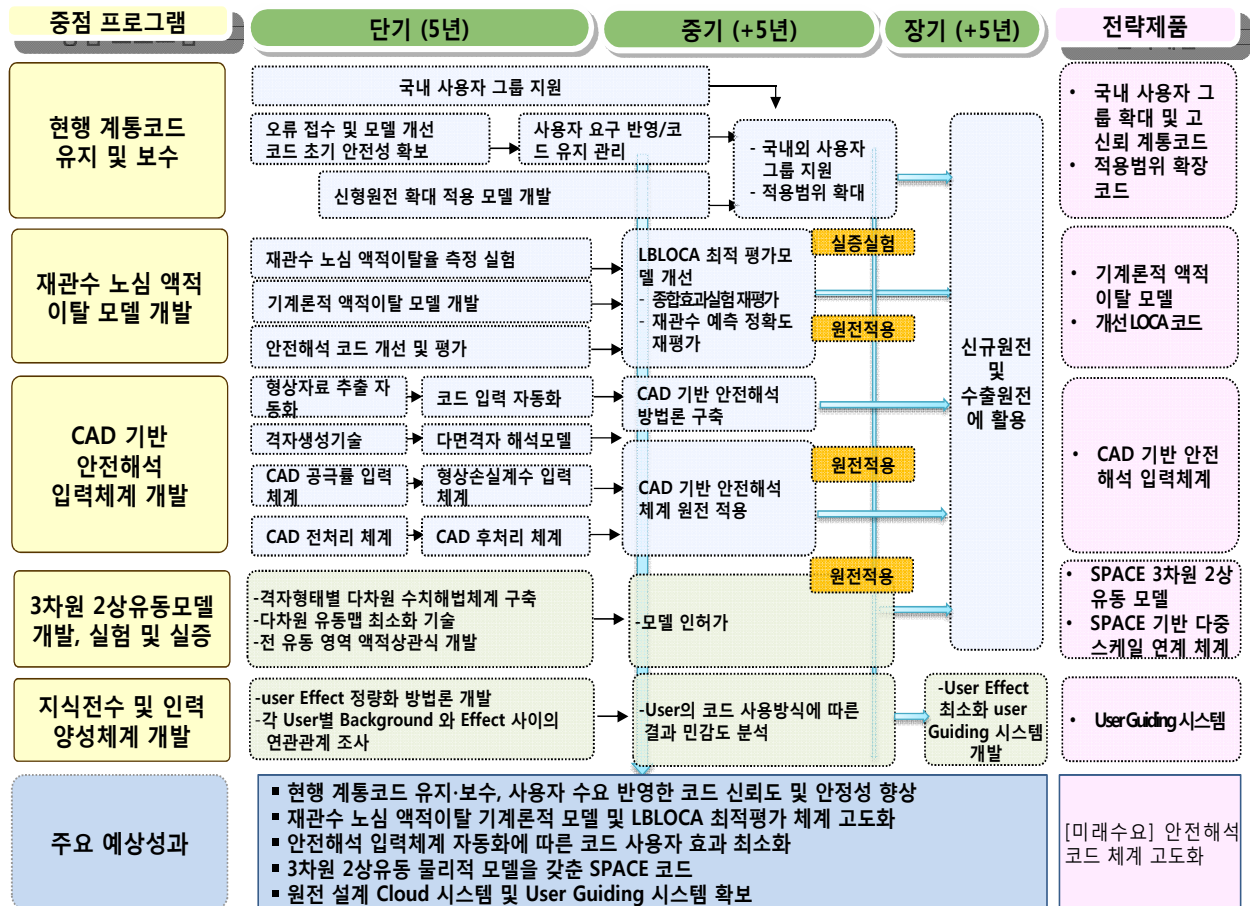 중점 프로그램
단기 (5년)
중기 (+5년)
장기 (+5년)
전략제품
현행 계통코드
유지 및 보수
국내 사용자 그룹 지원
오류 접수 및 모델 개선
코드 초기 안전성 확보
사용자 요구 반영/코
드 유지 관리
신형원전 확대 적용 모델 개발
- 국내외 사용자
그룹 지원
- 적용범위 확대
• 국내 사용자 그
룹 확대 및 고
신뢰 계통코드
• 적용범위 확장
코드
재관수 노심 액적
이탈 모델 개발
재관수 노심 액적이탈율 측정 실험
기계론적 액적이탈 모델 개발
안전해석 코드 개선 및 평가
LBLOCA 최적 평가모
델 개선
- 종합효과실험 재평가
- 재관수 예측 정확도
재평가
실증실험
원전적용
신규원전
및
수출원전
에 활용
• 기계론적 액적
이탈 모델
• 개선 LOCA 코드
CAD 기반
안전해석
입력체계 개발
형상자료 추출 자
동화
코드 입력 자동화
격자생성기술
다면격자 해석모델
CAD 공극률 입력
체계
형상손실계수 입력
체계
CAD 전처리 체계
CAD 후처리 체계
CAD 기반 안전해석
방법론 구축
CAD 기반 안전해석
체계 원전 적용
원전적용
• CAD 기반 안전
해석 입력체계
3차원 2상유동모델
개발, 실험 및 실증
-격자형태별 다차원 수치해법체계 구축
-다차원 유동맵 최소화 기술
-전 유동 영역 액적상관식 개발
-모델 인허가
원전적용
• SPACE 3차원 2상
유동 모델
• SPACE 기반 다중
스케일 연계 체계
지식전수 및 인력
양성체계 개발
-user Effect 정량화 방법론 개발
-각 User별 Background 와 Effect 사이의
연관관계 조사
-User의 코드 사용방식에 따른
결과 민감도 분석
-User Effect
최소화 user
Guiding 시스템
개발
• User Guiding 시스템
주요 예상성과
▪ 현행 계통코드 유지·보수, 사용자 수요 반영한 코드 신뢰도 및 안정성 향상
▪ 재관수 노심 액적이탈 기계론적 모델 및 LBLOCA 최적평가 체계 고도화
▪ 안전해석 입력체계 자동화에 따른 코드 사용자 효과 최소화
▪ 3차원 2상유동 물리적 모델을 갖춘 SPACE 코드
▪ 원전 설계 Cloud 시스템 및 User Guiding 시스템 확보
[미래수요] 안전해석
코드 체계 고도화